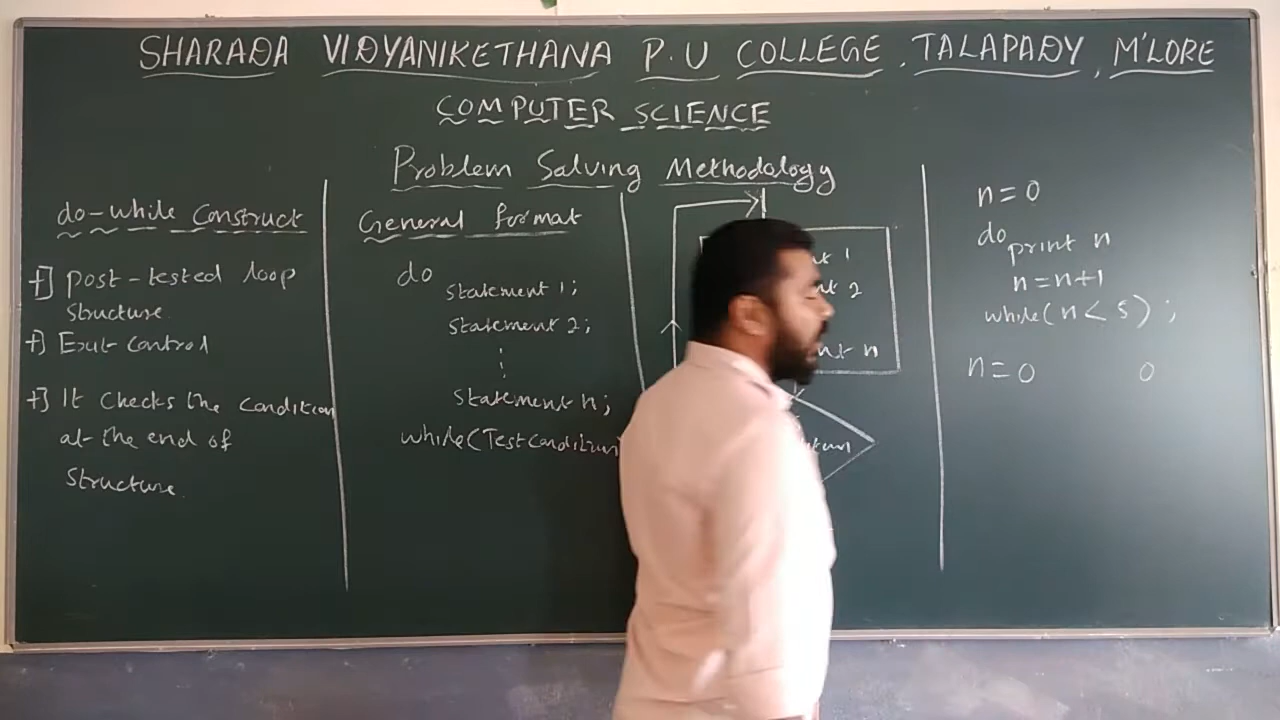 SHARADA VIDYANIKETHANA P.U COLLEGE, TALAPADY, M'LORE
COMPUTER SCIENCE
Problem Solving Methodology
do-while Construct
Post-tested loop
Structure.
Exit control
It checks the condition
at the end of
Structure.
General format
do
Statement 1;
Statement 2;
Statement n;
while(Test Condition)
1
2
n
n=0
do
print n
n=n+1
while(n<5);
n=0 0